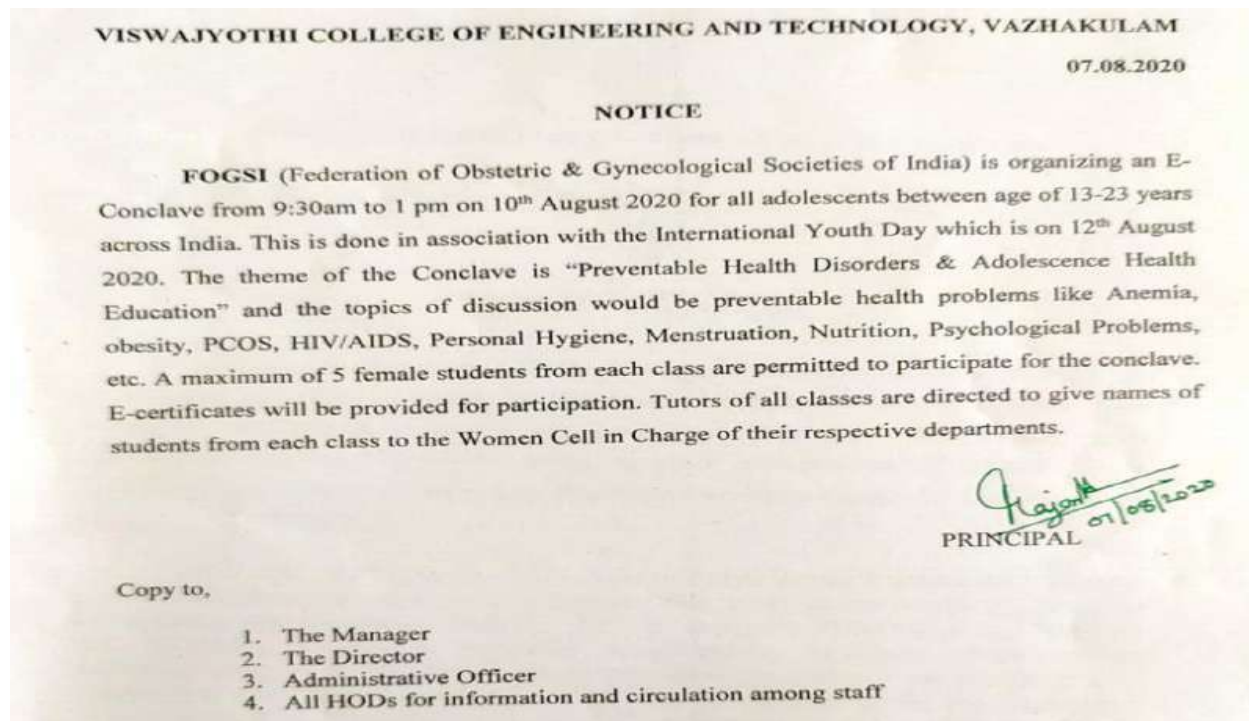 VISWAJYOTHI COLLEGE OF ENGINEERING AND TECHNOLOGY, VAZHAKULAM
07.08.2020
NOTICE
FOGSI (Federation of Obstetric & Gynecological Societies of India) is organizing an E-
Conclave from 9:30am to 1 pm on 10th August 2020 for all adolescents between age of 13-23 years
across India. This is done in association with the International Youth Day which is on 12th August
2020. The theme of the Conclave is “Preventable Health Disorders & Adolescence Health
Education” and the topics of discussion would be preventable health problems like Anemia,
obesity, PCOS, HIV/AIDS, Personal Hygiene, Menstruation, Nutrition, Psychological Problems,
etc. A maximum of 5 female students from each class are permitted to participate for the conclave.
E-certificates will be provided for participation. Tutors of all classes are directed to give names of
students from each class to the Women Cell in Charge of their respective departments.
07/08/2020
PRINCIPAL
Copy to,
1. The Manager
2. The Director
3. Administrative Officer
4. All HODs for information and circulation among staff